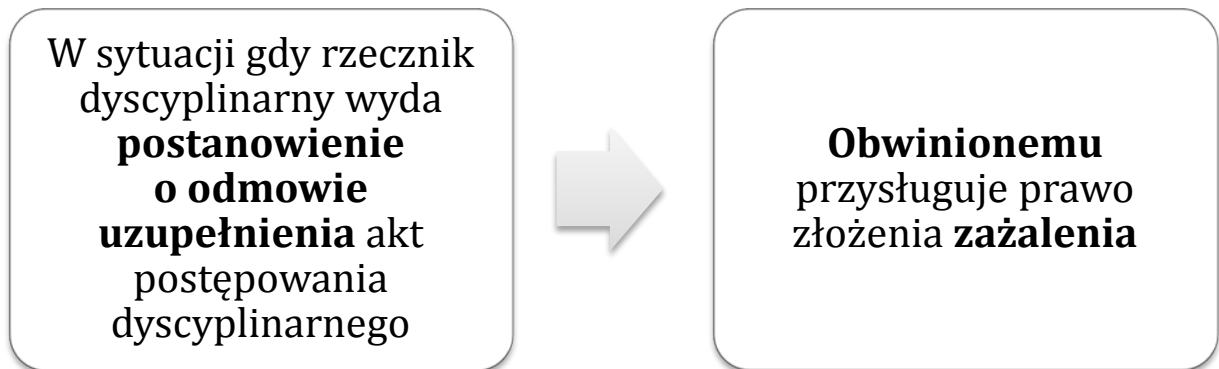 W sytuacji gdy rzecznik
dyscyplinarny wyda
postanowienie
o odmowie
uzupełnienia akt
postępowania
dyscyplinarnego
Obwinionemu
przysługuje prawo
złożenia zażalenia